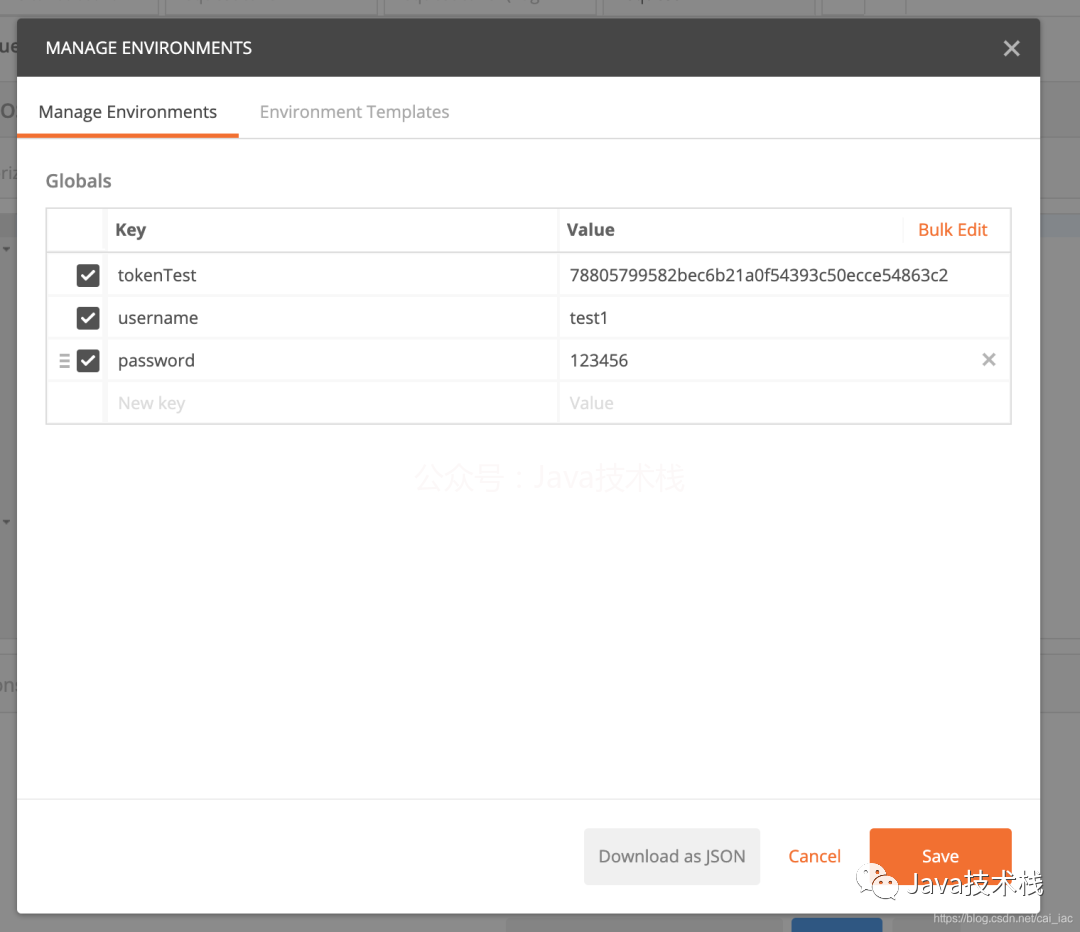 MANAGE ENVIRONMENTS
Manage Environments Environment Templates
Globals
Key Value Bulk Edit
tokenTest 78805799582bec6b21a0f54393c50ecce54863c2
username test1
password 123456
New key Value
公众号：Java技术栈
Download as JSON Cancel Save
Java技术栈
https://blog.csdn.net/cai_iac